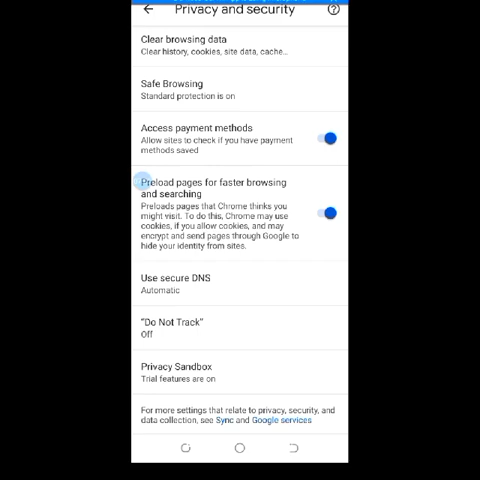 Privacy and security
Clear browsing data
Clear history, cookies, site data, cache…
Safe Browsing
Standard protection is on
Access payment methods
Allow sites to check if you have payment
methods saved
Preload pages for faster browsing
and searching
Preloads pages that Chrome thinks you
might visit. To do this, Chrome may use
cookies, if you allow cookies, and may
encrypt and send pages through Google to
hide your identity from sites.
Use secure DNS
Automatic
“Do Not Track”
Off
Privacy Sandbox
Trial features are on
For more settings that relate to privacy, security, and
data collection, see Sync and Google services